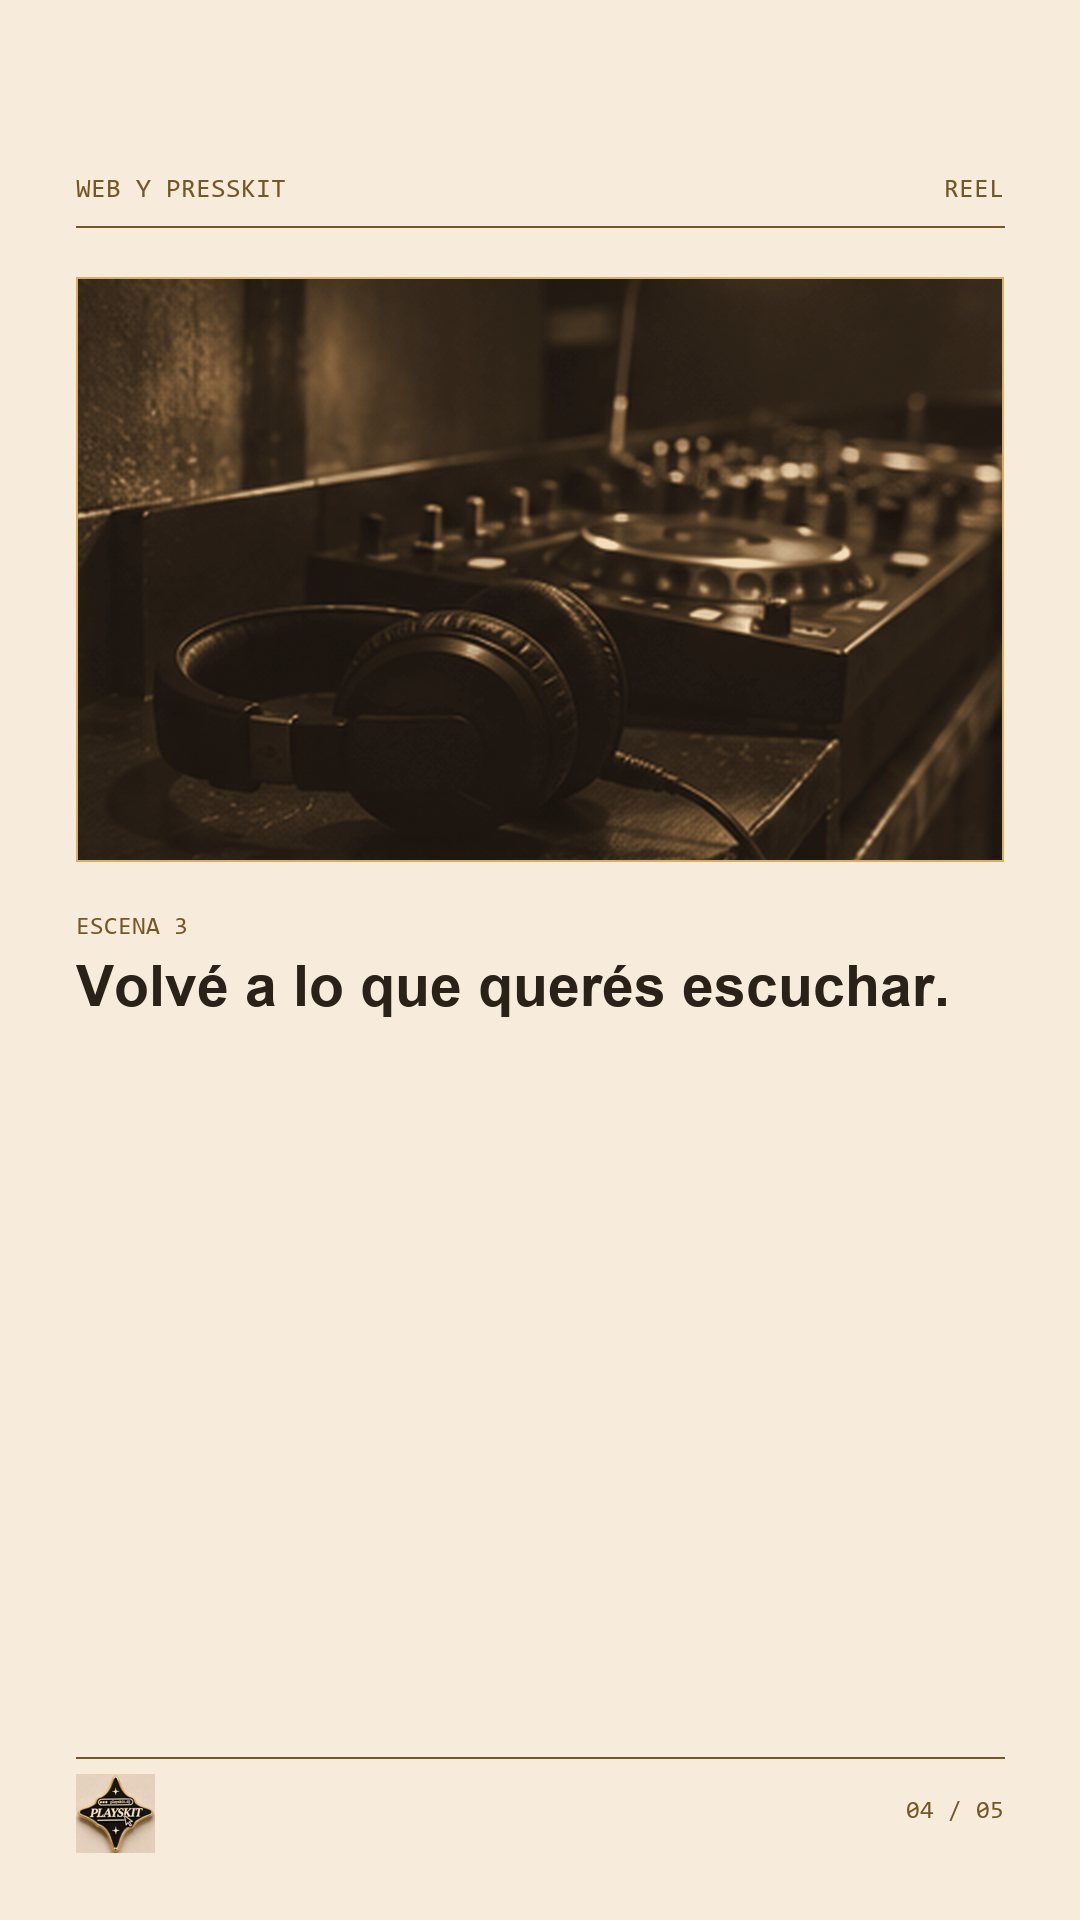 WEB Y PRESSKIT
REEL
ESCENA 3
Volvé a lo que querés escuchar.
PLAYSKIT
04 / 05